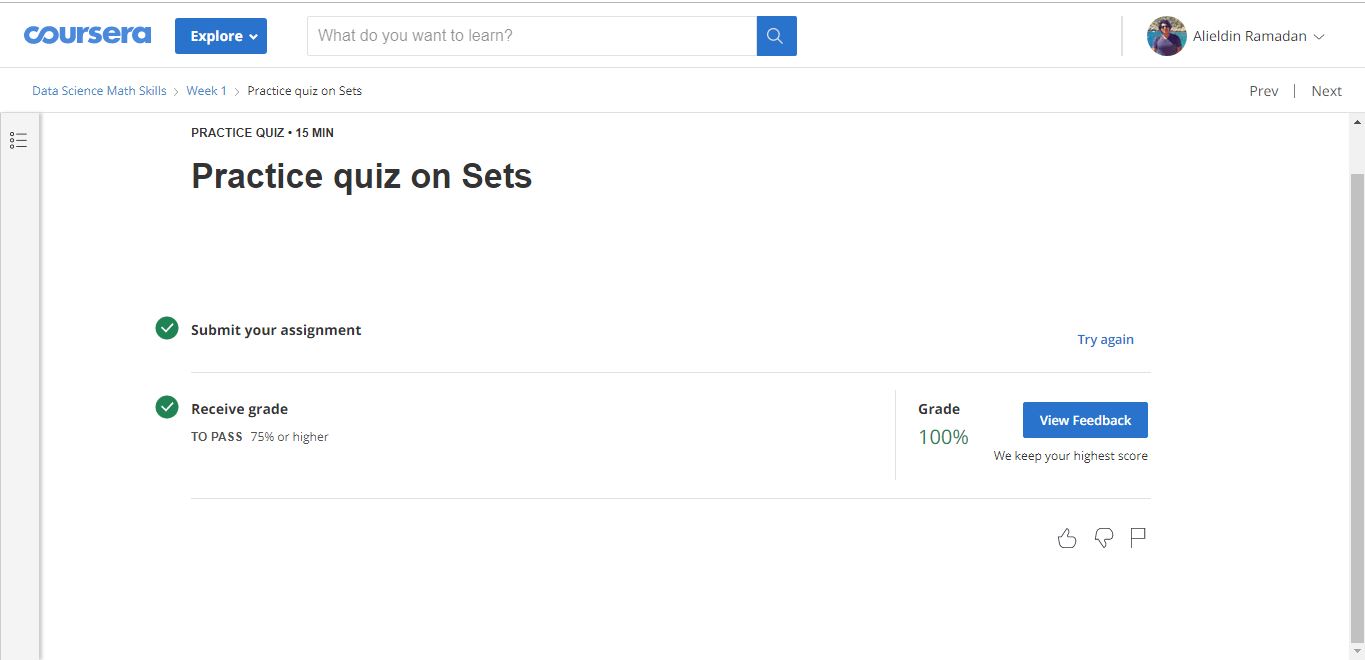 coursera Explore What do you want to learn? Alieldin Ramadan
Data Science Math Skills > Week 1 > Practice quiz on Sets Prev | Next
PRACTICE QUIZ • 15 MIN
Practice quiz on Sets
Submit your assignment
Try again
Receive grade
TO PASS 75% or higher
Grade
100%
View Feedback
We keep your highest score